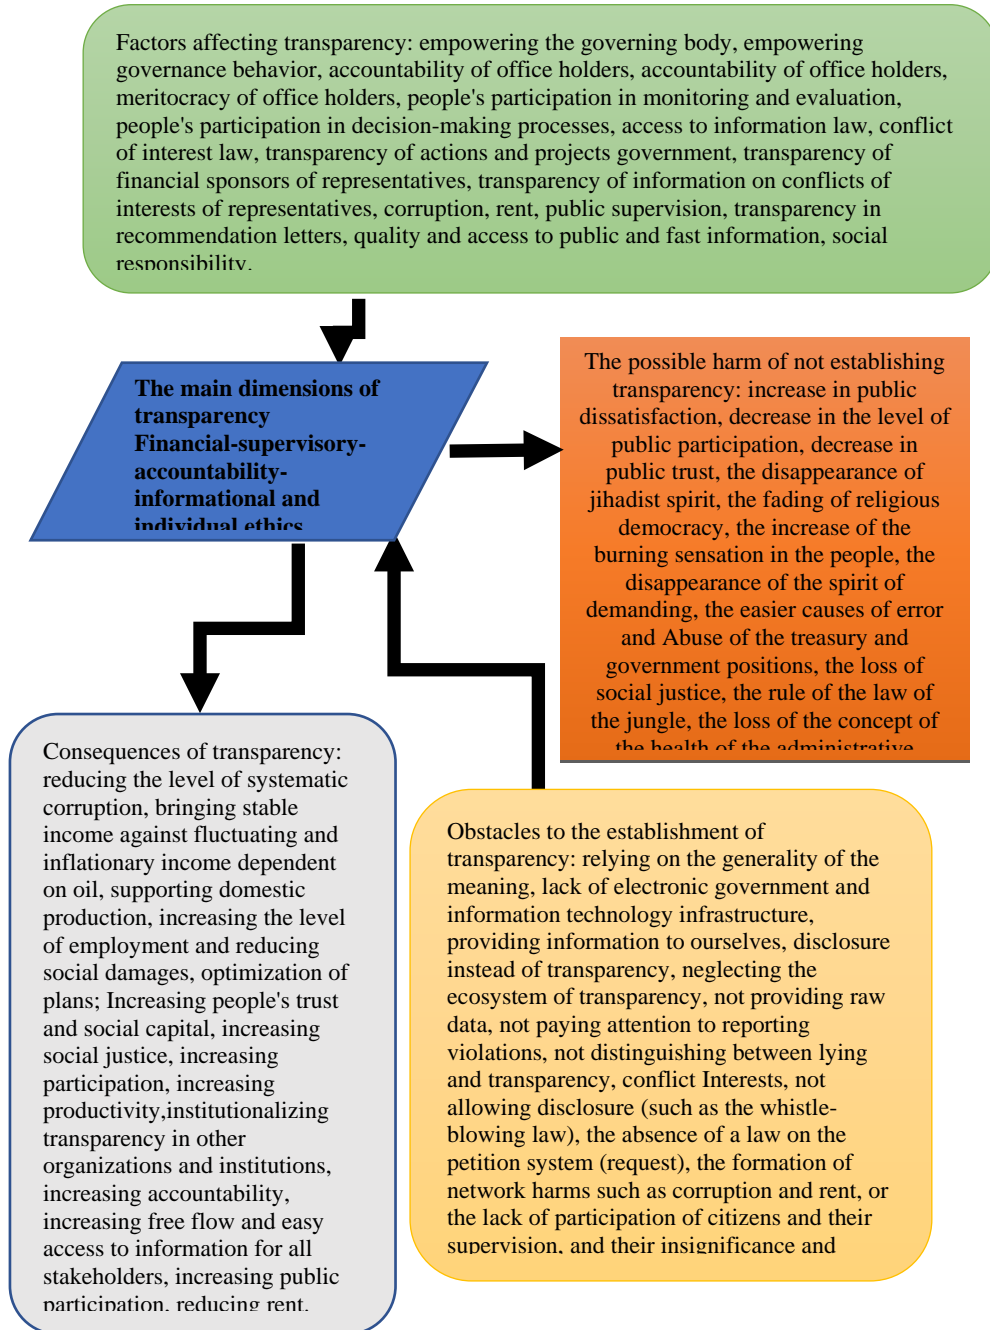 Factors affecting transparency: empowering the governing body, empowering
governance behavior, accountability of office holders, accountability of office holders,
meritocracy of office holders, people's participation in monitoring and evaluation,
people's participation in decision-making processes, access to information law, conflict
of interest law, transparency of actions and projects government, transparency of
financial sponsors of representatives, transparency of information on conflicts of
interests of representatives, corruption, rent, public supervision, transparency in
recommendation letters, quality and access to public and fast information, social
responsibility.
The main dimensions of
transparency
Financial-supervisory-
accountability-
informational and
individual ethics
The possible harm of not establishing
transparency: increase in public
dissatisfaction, decrease in the level of
public participation, decrease in
public trust, the disappearance of
jihadist spirit, the fading of religious
democracy, the increase of the
burning sensation in the people, the
disappearance of the spirit of
demanding, the easier causes of error
and Abuse of the treasury and
government positions, the loss of
social justice, the rule of the law of
the jungle, the loss of the concept of
the health of the administrative
Consequences of transparency:
reducing the level of systematic
corruption, bringing stable
income against fluctuating and
inflationary income dependent
on oil, supporting domestic
production, increasing the level
of employment and reducing
social damages, optimization of
plans; Increasing people's trust
and social capital, increasing
social justice, increasing
participation, increasing
productivity,institutionalizing
transparency in other
organizations and institutions,
increasing accountability,
increasing free flow and easy
access to information for all
stakeholders, increasing public
participation, reducing rent.
Obstacles to the establishment of
transparency: relying on the generality of the
meaning, lack of electronic government and
information technology infrastructure,
providing information to ourselves, disclosure
instead of transparency, neglecting the
ecosystem of transparency, not providing raw
data, not paying attention to reporting
violations, not distinguishing between lying
and transparency, conflict Interests, not
allowing disclosure (such as the whistle-
blowing law), the absence of a law on the
petition system (request), the formation of
network harms such as corruption and rent, or
the lack of participation of citizens and their
supervision, and their insignificance and